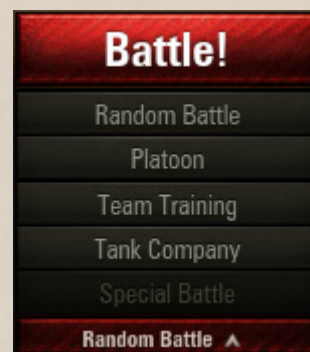 Battle!
Random Battle
Platoon
Team Training
Tank Company
Special Battle
Random Battle